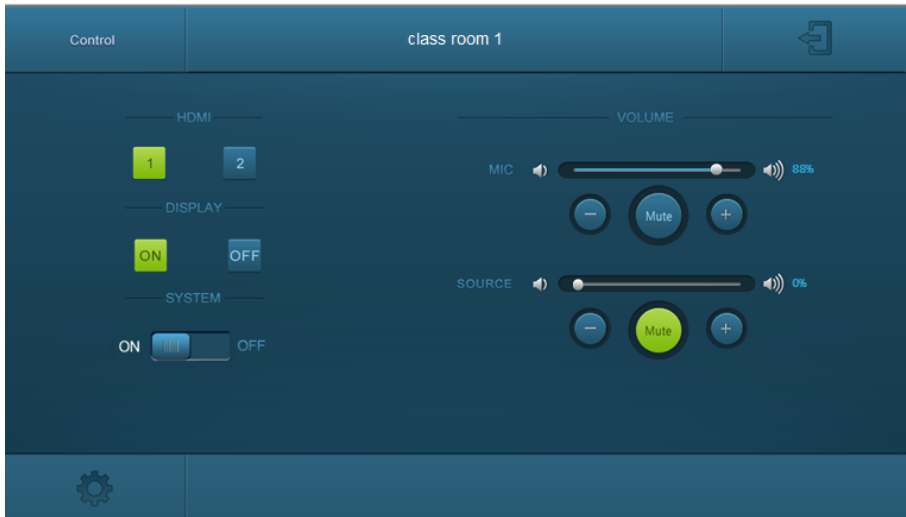 Control
class room 1
HDMI
1 2
DISPLAY
ON OFF
SYSTEM
ON OFF
VOLUME
MIC 88%
− Mute +
SOURCE 0%
− Mute +